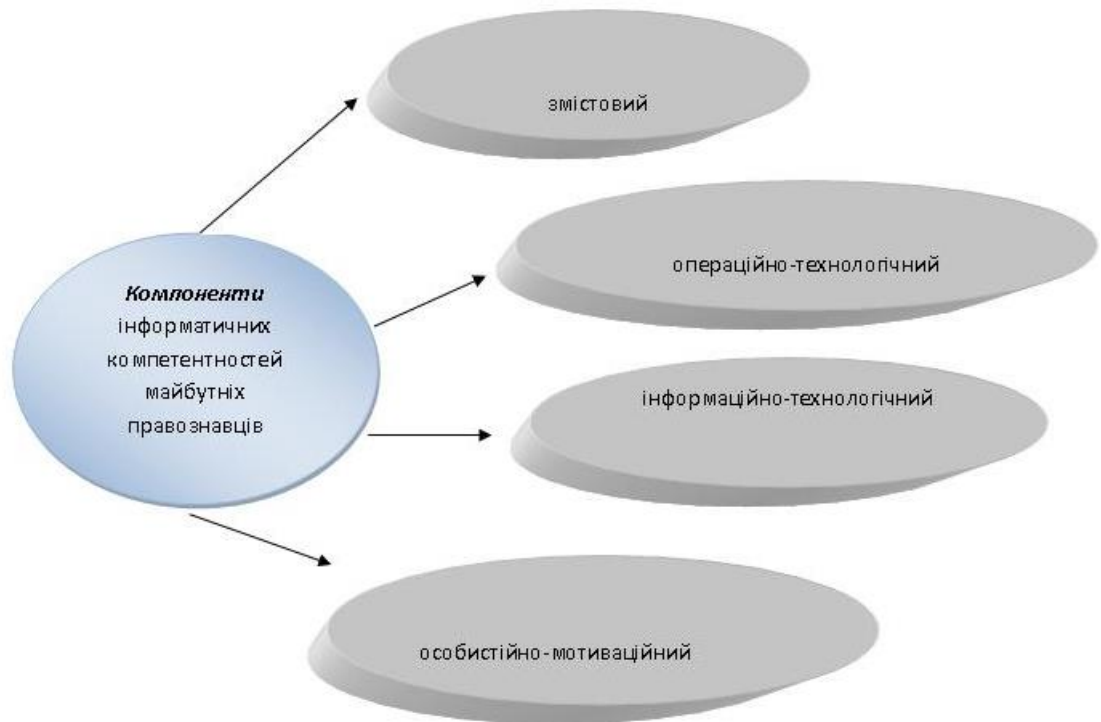 змістовий
операційно-технологічний
Компоненти
інформатичних
компетентностей
майбутніх
правознавців
інформаційно-технологічний
особистійно-мотиваційний